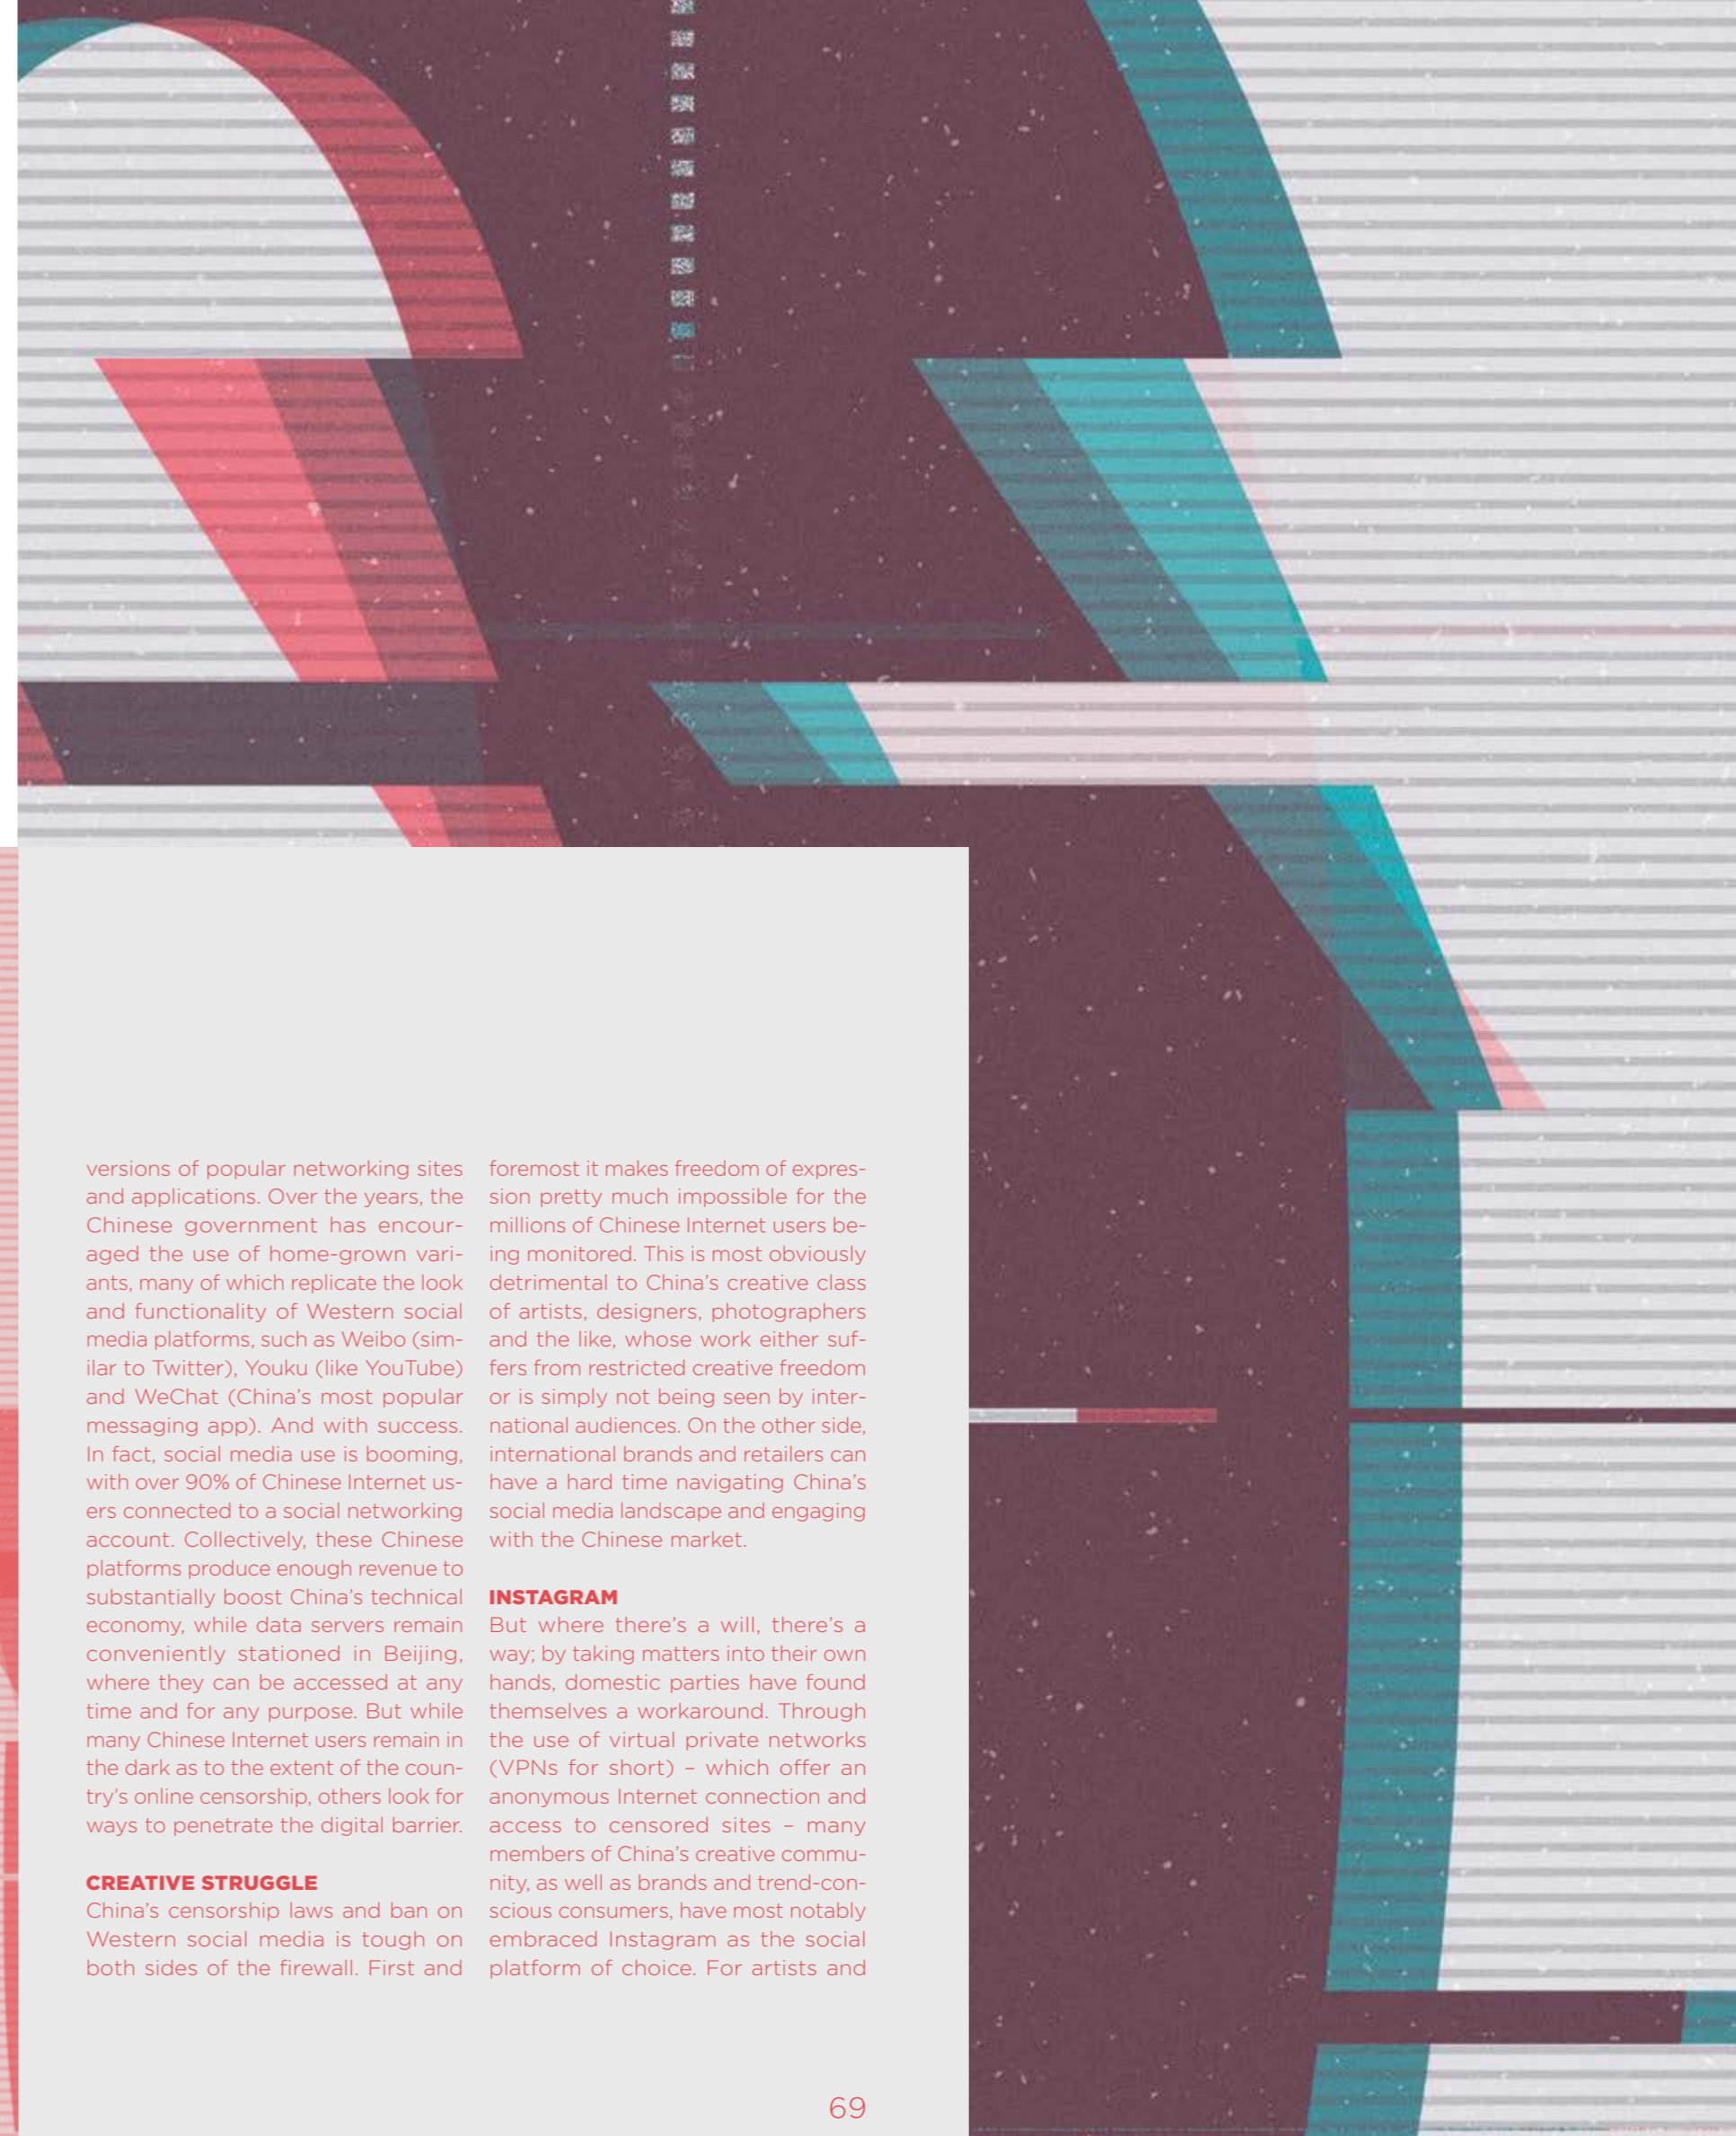 versions of popular networking sites
and applications. Over the years, the
Chinese government has encour-
aged the use of home-grown vari-
ants, many of which replicate the look
and functionality of Western social
media platforms, such as Weibo (sim-
ilar to Twitter), Youku (like YouTube)
and WeChat (China's most popular
messaging app). And with success.
In fact, social media use is booming,
with over 90% of Chinese Internet us-
ers connected to a social networking
account. Collectively, these Chinese
platforms produce enough revenue to
substantially boost China's technical
economy, while data servers remain
conveniently stationed in Beijing,
where they can be accessed at any
time and for any purpose. But while
many Chinese Internet users remain in
the dark as to the extent of the coun-
try's online censorship, others look for
ways to penetrate the digital barrier.
CREATIVE STRUGGLE
China's censorship laws and ban on
Western social media is tough on
both sides of the firewall. First and
foremost it makes freedom of expres-
sion pretty much impossible for the
millions of Chinese Internet users be-
ing monitored. This is most obviously
detrimental to China's creative class
of artists, designers, photographers
and the like, whose work either suf-
fers from restricted creative freedom
or is simply not being seen by inter-
national audiences. On the other side,
international brands and retailers can
have a hard time navigating China's
social media landscape and engaging
with the Chinese market.
INSTAGRAM
But where there's a will, there's a
way; by taking matters into their own
hands, domestic parties have found
themselves a workaround. Through
the use of virtual private networks
(VPNs for short) – which offer an
anonymous Internet connection and
access to censored sites – many
members of China's creative commu-
nity, as well as brands and trend-con-
scious consumers, have most notably
embraced Instagram as the social
platform of choice. For artists and
69